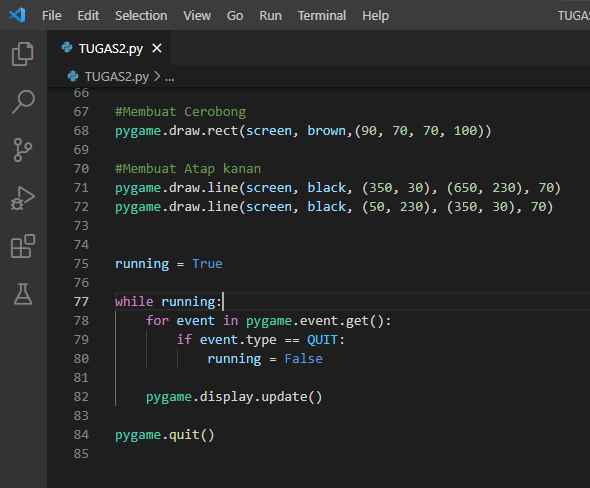 File Edit Selection View Go Run Terminal Help TUGAS
TUGAS2.py
TUGAS2.py > ...
66
67 #Membuat Cerobong
68 pygame.draw.rect(screen, brown,(90, 70, 70, 100))
69
70 #Membuat Atap kanan
71 pygame.draw.line(screen, black, (350, 30), (650, 230), 70)
72 pygame.draw.line(screen, black, (50, 230), (350, 30), 70)
73
74
75 running = True
76
77 while running:
78     for event in pygame.event.get():
79         if event.type == QUIT:
80             running = False
81
82     pygame.display.update()
83
84 pygame.quit()
85